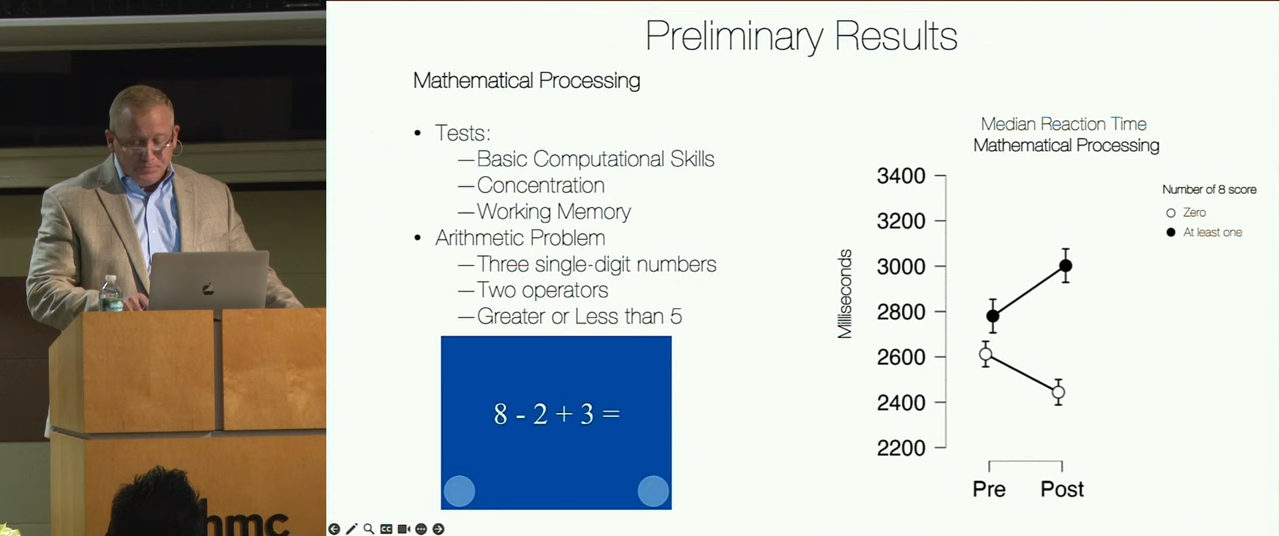 Preliminary Results
Mathematical Processing
• Tests:
—Basic Computational Skills
—Concentration
—Working Memory
• Arithmetic Problem
—Three single-digit numbers
—Two operators
—Greater or Less than 5
8 - 2 + 3 =
Median Reaction Time
Mathematical Processing
Number of 8 score
Zero
At least one
Milliseconds
3400
3200
3000
2800
2600
2400
2200
Pre Post
CC
hmc